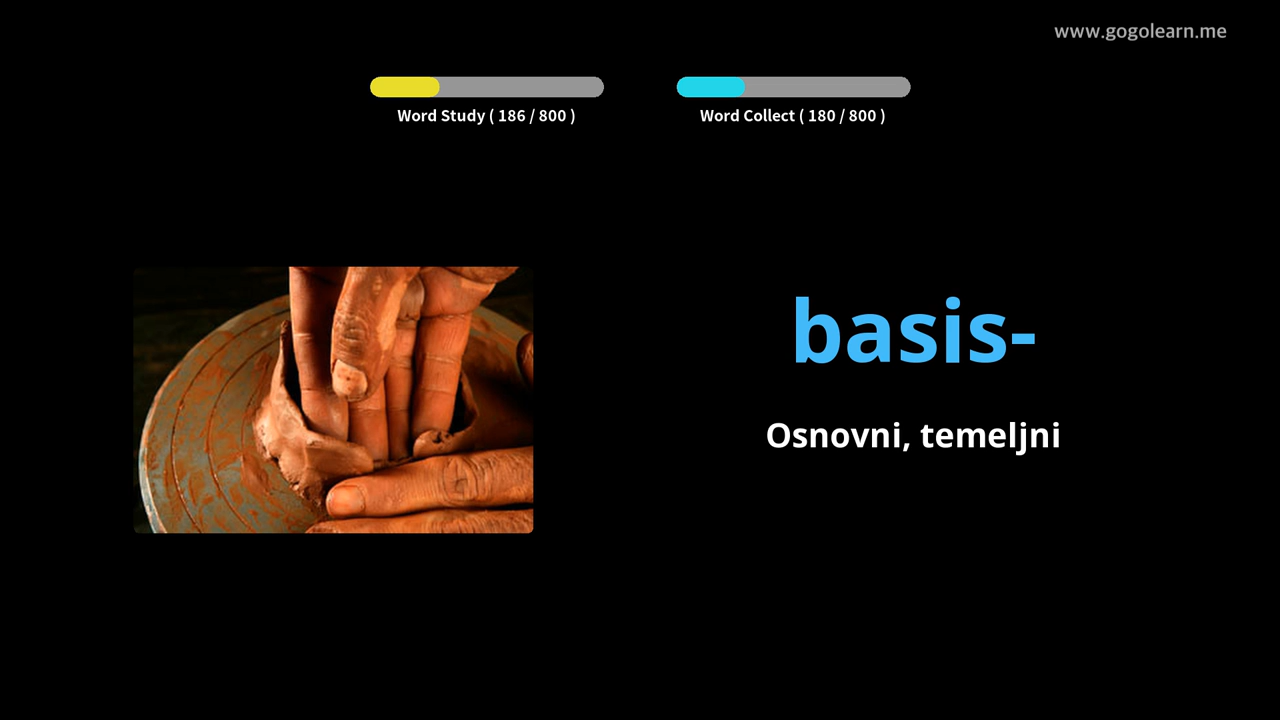 www.gogolearn.me
Word Study ( 186 / 800 )
Word Collect ( 180 / 800 )
basis-
Osnovni, temeljni